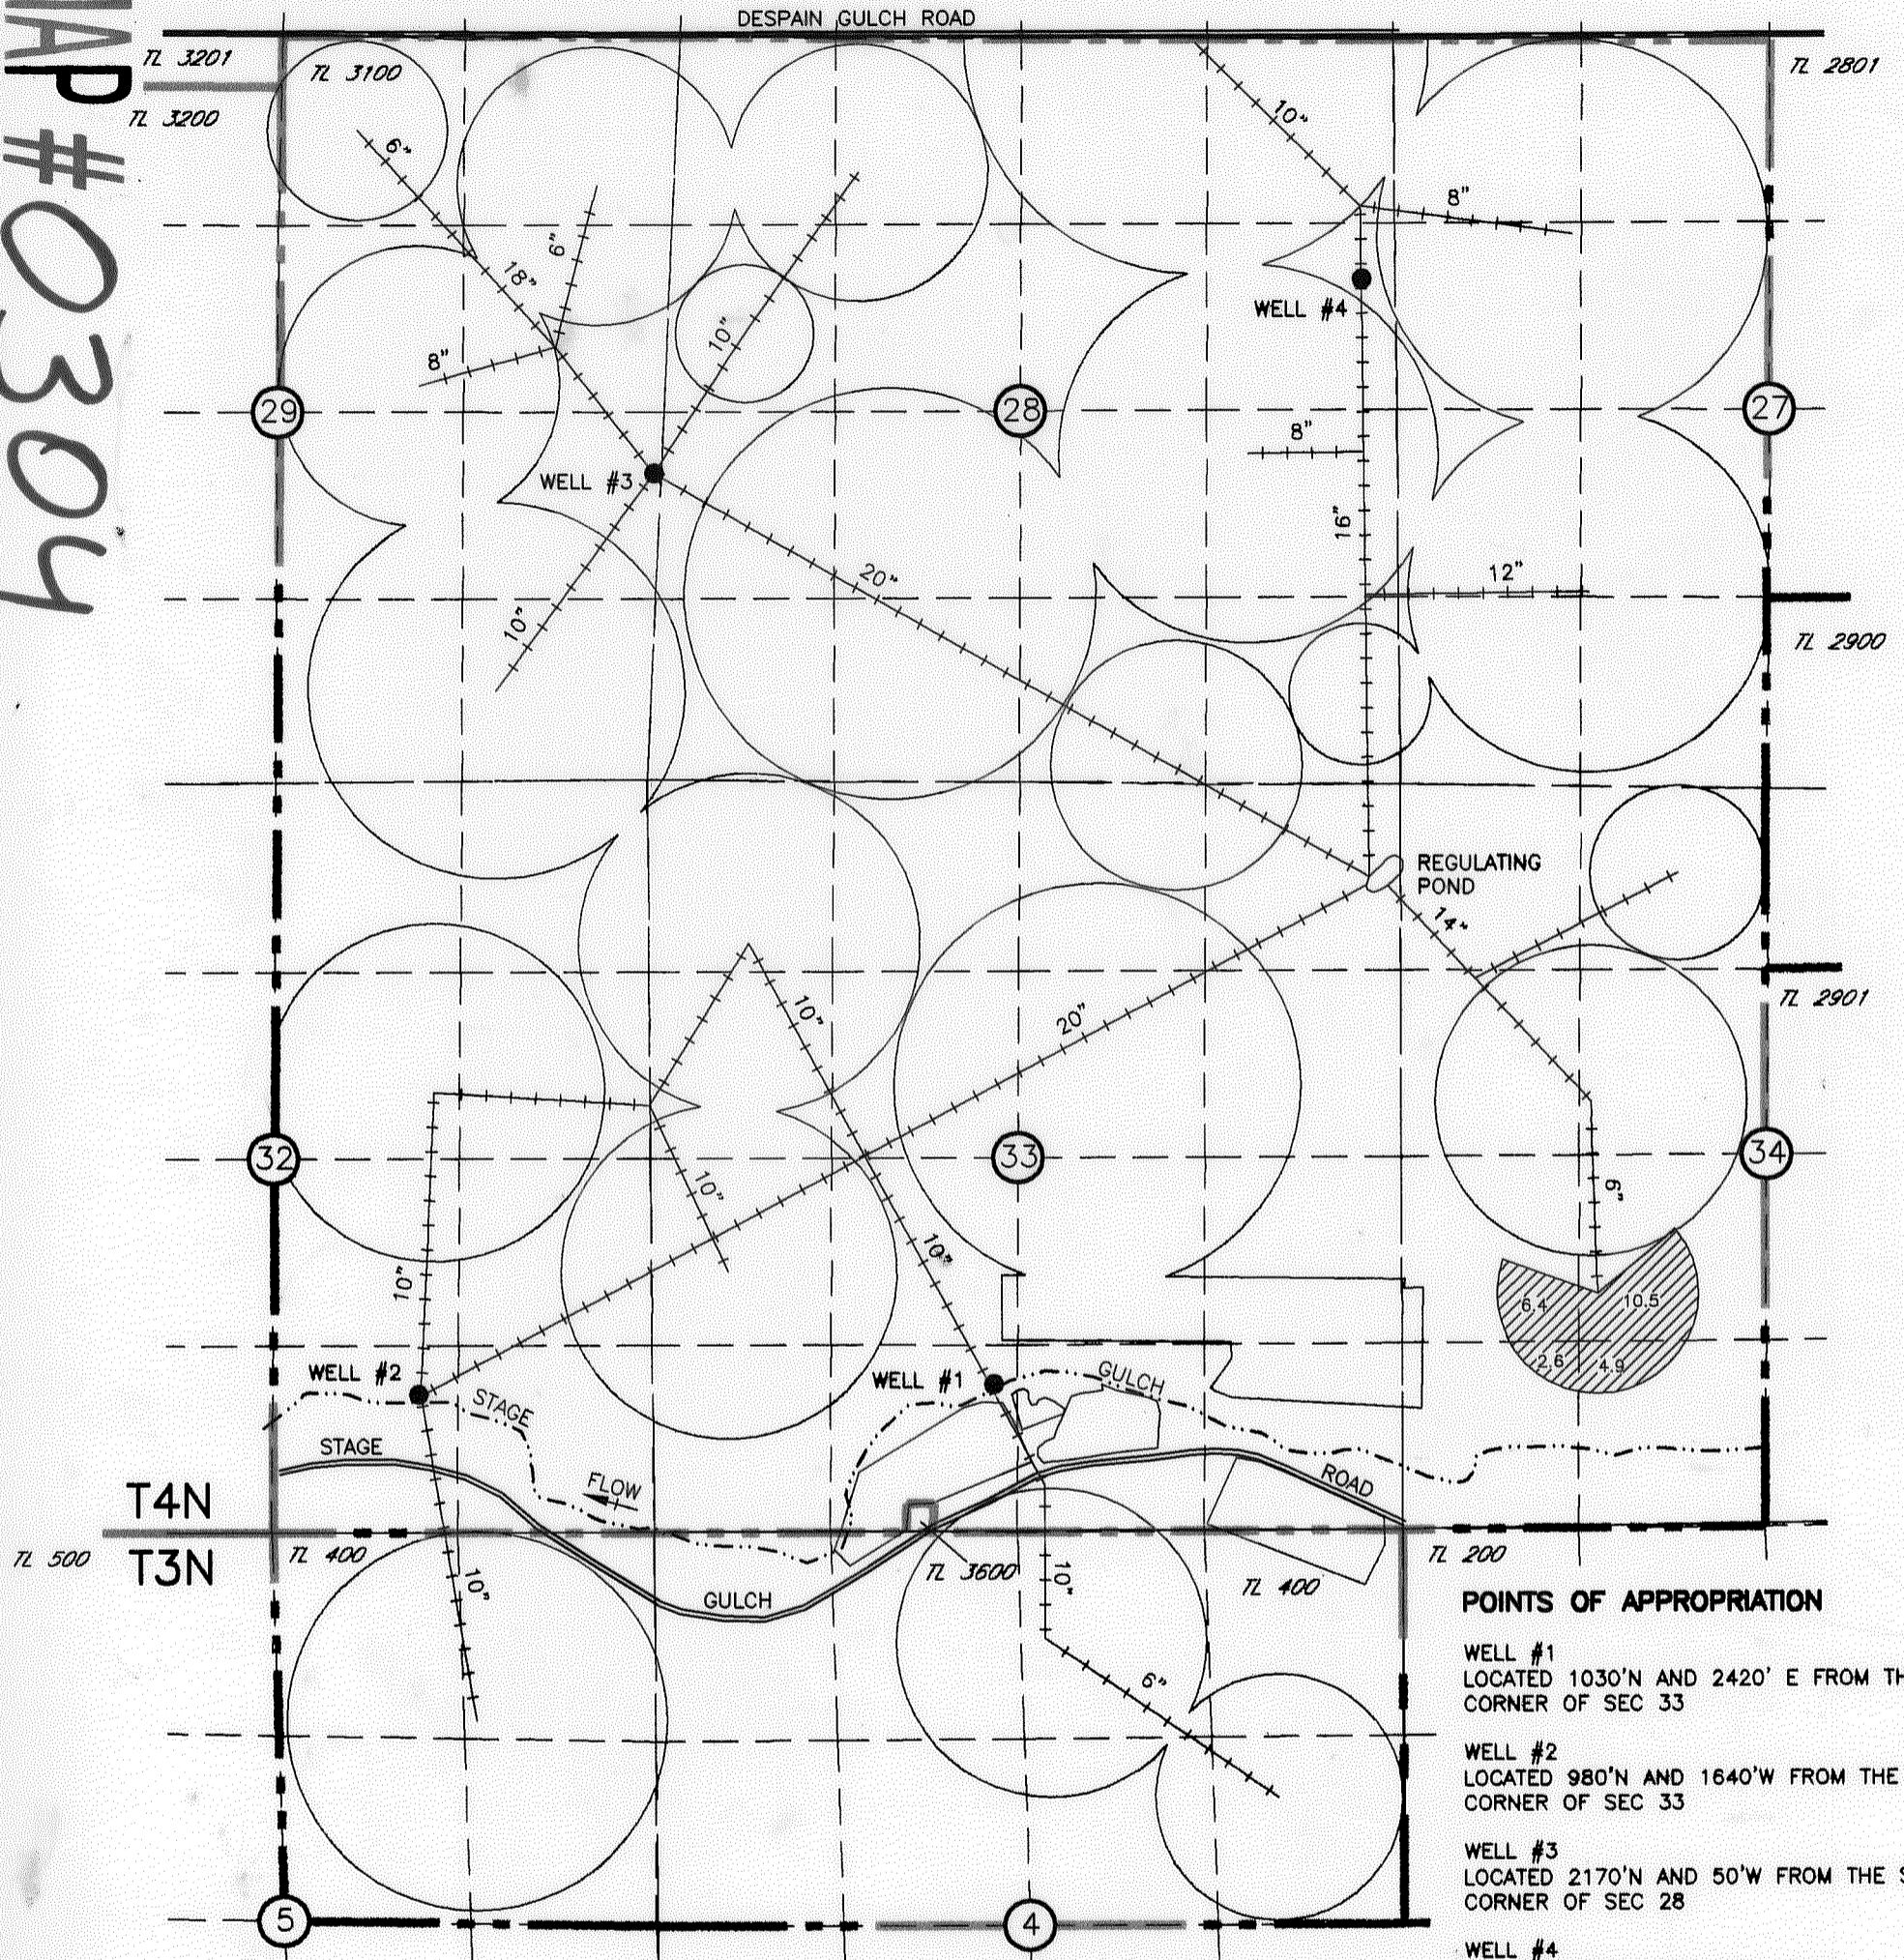 MAP #0304
DESPAIN GULCH ROAD
TL 3201
TL 3100
TL 2801
TL 3200
10"
6"
8"
6"
18"
WELL #4
10"
8"
29
28
27
8"
WELL #3
16"
20"
12"
10"
TL 2900
REGULATING
POND
14"
TL 2901
10"
20"
32
33
34
10"
6"
10"
10"
6.4
10.5
2.6
4.9
WELL #2
WELL #1
GULCH
STAGE
STAGE
ROAD
FLOW
T4N
TL 500
T3N
TL 400
TL 3600
TL 400
TL 200
10"
10"
GULCH
6"
5
4
POINTS OF APPROPRIATION
WELL #1
LOCATED 1030'N AND 2420' E FROM
CORNER OF SEC 33
WELL #2
LOCATED 980'N AND 1640'W FROM THE
CORNER OF SEC 33
WELL #3
LOCATED 2170'N AND 50'W FROM THE
CORNER OF SEC 28
WELL #4